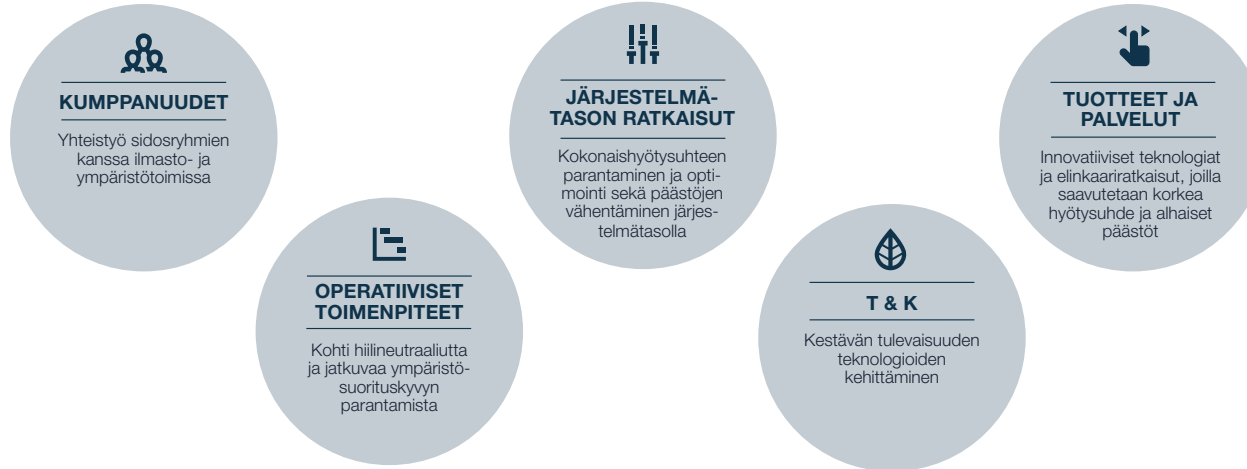 KUMPPANUUDET
Yhteistyö sidosryhmien
kanssa ilmasto- ja
ympäristötoimissa
OPERATIIVISET
TOIMENPITEET
Kohti hiilineutraaliutta
ja jatkuvaa ympäristö-
suorituskyvyn
parantamista
JÄRJESTELMÄ-
TASON RATKAISUT
Kokonaishyötysuhteen
parantaminen ja opti-
mointi sekä päästöjen
vähentäminen järjes-
telmätasolla
T & K
Kestävän tulevaisuuden
teknologioiden
kehittäminen
TUOTTEET JA
PALVELUT
Innovatiiviset teknologiat
ja elinkaariratkaisut, joilla
saavutetaan korkea
hyötysuhde ja alhaiset
päästöt